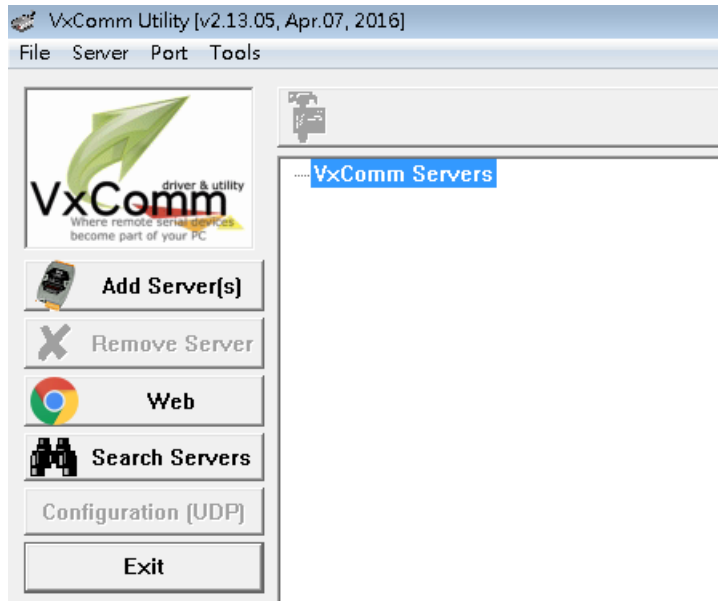 VxComm Utility [v2.13.05, Apr.07, 2016]
File Server Port Tools
driver & utility
VxComm
Where remote serial devices
become part of your PC
VxComm Servers
Add Server(s)
Remove Server
Web
Search Servers
Configuration (UDP)
Exit